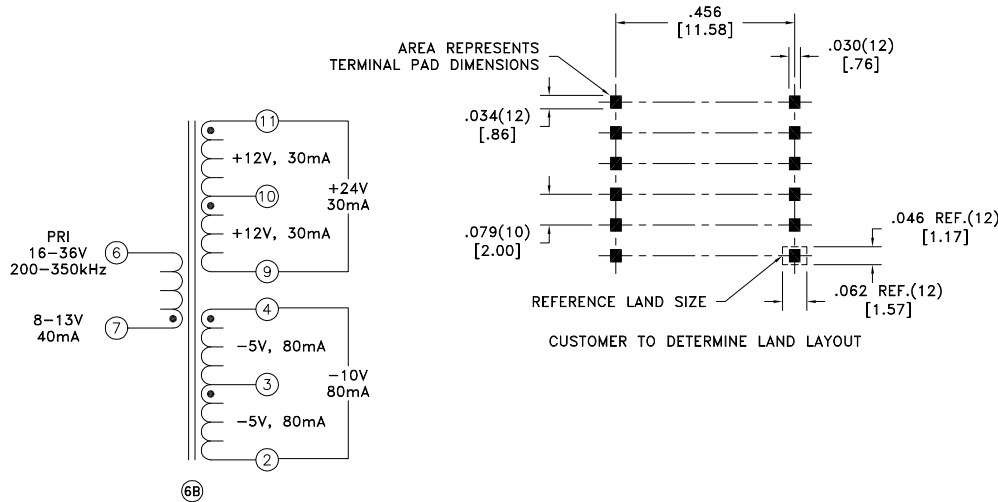 .456
[11.58]
AREA REPRESENTS
TERMINAL PAD DIMENSIONS
.030(12)
[.76]
.034(12)
[.86]
.079(10)
[2.00]
.046 REF.(12)
[1.17]
REFERENCE LAND SIZE
.062 REF.(12)
[1.57]
CUSTOMER TO DETERMINE LAND LAYOUT
11
+12V, 30mA
+24V
30mA
10
+12V, 30mA
9
PRI
16-36V
200-350kHz
6
7
8-13V
40mA
4
-5V, 80mA
-10V
80mA
3
-5V, 80mA
2
6B